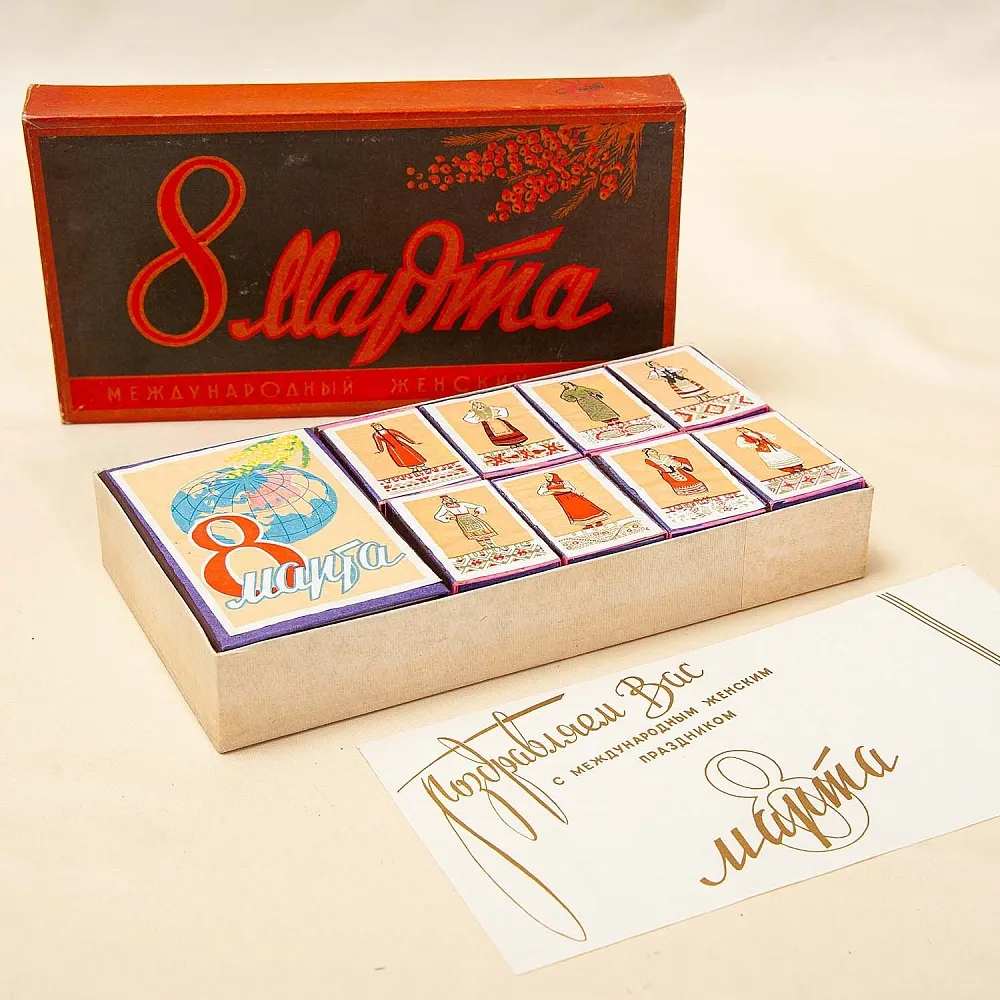 8 Марта
МЕЖДУНАРОДНЫЙ ЖЕНСКИЙ
8
марта
Поздравляем Вас
С МЕЖДУНАРОДНЫМ ЖЕНСКИМ
ПРАЗДНИКОМ
8
марта